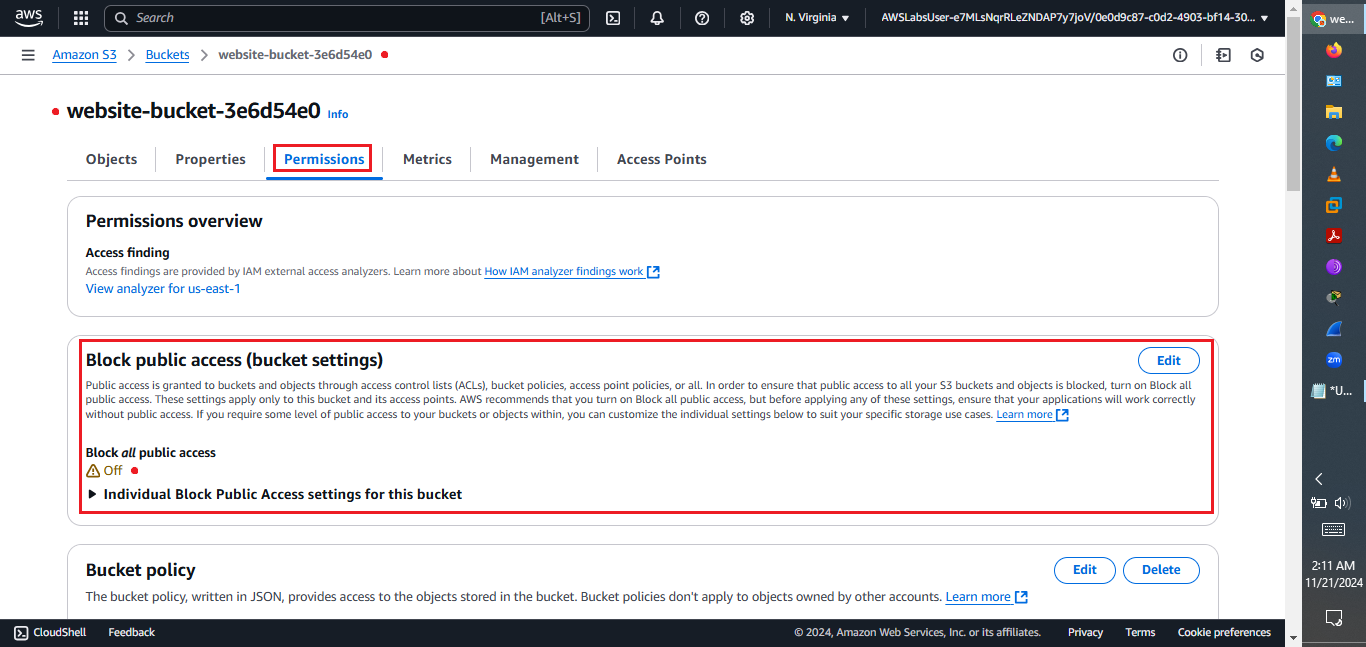 aws
Search [Alt+S]
N. Virginia
AWSLabsUser-e7MLsNqrRLeZNDAP7y7joV/0e0d9c87-c0d2-4903-bf14-30...
we...
Amazon S3 > Buckets > website-bucket-3e6d54e0
website-bucket-3e6d54e0 Info
Objects Properties Permissions Metrics Management Access Points
Permissions overview
Access finding
Access findings are provided by IAM external access analyzers. Learn more about How IAM analyzer findings work
View analyzer for us-east-1
Block public access (bucket settings)
Edit
Public access is granted to buckets and objects through access control lists (ACLs), bucket policies, access point policies, or all. In order to ensure that public access to all your S3 buckets and objects is blocked, turn on Block all
public access. These settings apply only to this bucket and its access points. AWS recommends that you turn on Block all public access, but before applying any of these settings, ensure that your applications will work correctly
without public access. If you require some level of public access to your buckets or objects within, you can customize the individual settings below to suit your specific storage use cases. Learn more
Block all public access
Off
Individual Block Public Access settings for this bucket
Bucket policy
Edit Delete
The bucket policy, written in JSON, provides access to the objects stored in the bucket. Bucket policies don't apply to objects owned by other accounts. Learn more
CloudShell Feedback
© 2024, Amazon Web Services, Inc. or its affiliates. Privacy Terms Cookie preferences
zm
*U...
2:11 AM
11/21/2024